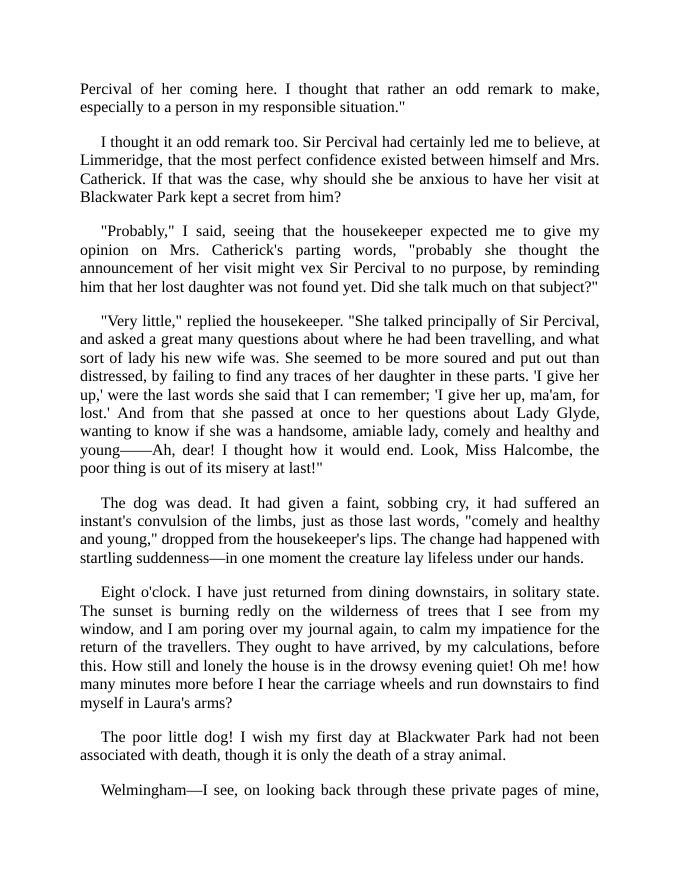 Percival of her coming here. I thought that rather an odd remark to make,
especially to a person in my responsible situation."
I thought it an odd remark too. Sir Percival had certainly led me to believe, at
Limmeridge, that the most perfect confidence existed between himself and Mrs.
Catherick. If that was the case, why should she be anxious to have her visit at
Blackwater Park kept a secret from him?
"Probably," I said, seeing that the housekeeper expected me to give my
opinion on Mrs. Catherick's parting words, "probably she thought the
announcement of her visit might vex Sir Percival to no purpose, by reminding
him that her lost daughter was not found yet. Did she talk much on that subject?"
"Very little," replied the housekeeper. "She talked principally of Sir Percival,
and asked a great many questions about where he had been travelling, and what
sort of lady his new wife was. She seemed to be more soured and put out than
distressed, by failing to find any traces of her daughter in these parts. 'I give her
up,' were the last words she said that I can remember; 'I give her up, ma'am, for
lost.' And from that she passed at once to her questions about Lady Glyde,
wanting to know if she was a handsome, amiable lady, comely and healthy and
young——Ah, dear! I thought how it would end. Look, Miss Halcombe, the
poor thing is out of its misery at last!"
The dog was dead. It had given a faint, sobbing cry, it had suffered an
instant's convulsion of the limbs, just as those last words, "comely and healthy
and young," dropped from the housekeeper's lips. The change had happened with
startling suddenness—in one moment the creature lay lifeless under our hands.
Eight o'clock. I have just returned from dining downstairs, in solitary state.
The sunset is burning redly on the wilderness of trees that I see from my
window, and I am poring over my journal again, to calm my impatience for the
return of the travellers. They ought to have arrived, by my calculations, before
this. How still and lonely the house is in the drowsy evening quiet! Oh me! how
many minutes more before I hear the carriage wheels and run downstairs to find
myself in Laura's arms?
The poor little dog! I wish my first day at Blackwater Park had not been
associated with death, though it is only the death of a stray animal.
Welmingham—I see, on looking back through these private pages of mine,